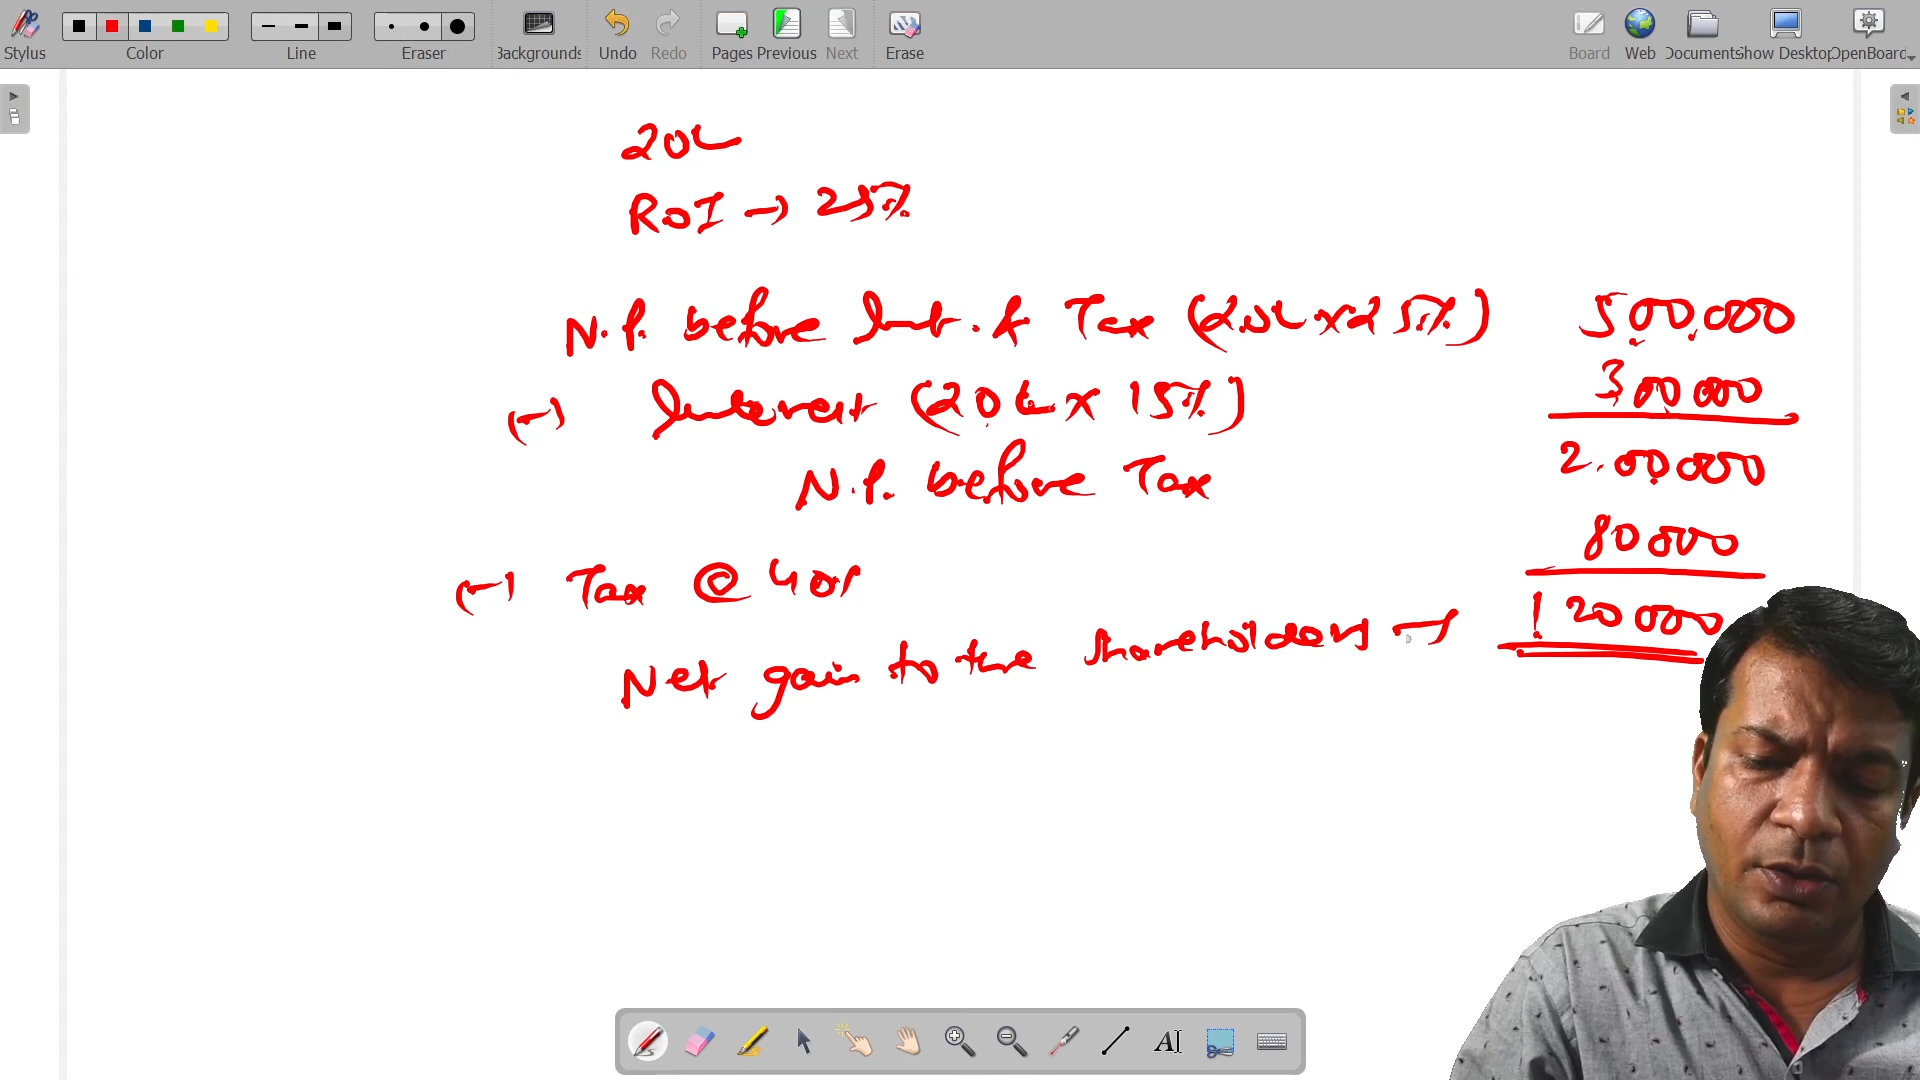 Stylus Color Line Eraser Backgrounds Undo Redo Pages Previous Next Erase Board Web Documents Show Desktop OpenBoard
20L
ROI → 25%
N.P. before Int. & Tax (20L x 25%) 500,000
(-) Interest (20L x 15%) 300000
N.P. before Tax 2.00000
80000
(-) Tax @ 40%
Net gain to the shareholders → 120000